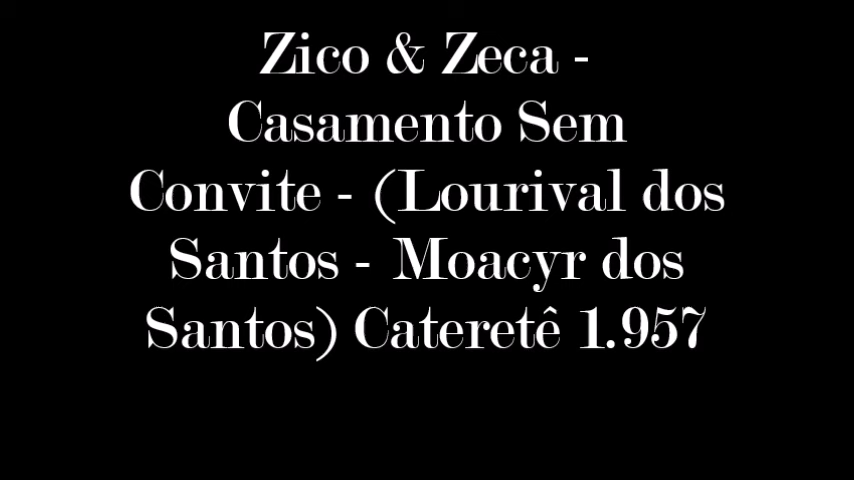 Zico & Zeca -
Casamento Sem
Convite - (Lourival dos
Santos - Moacyr dos
Santos) Cateretê 1.957